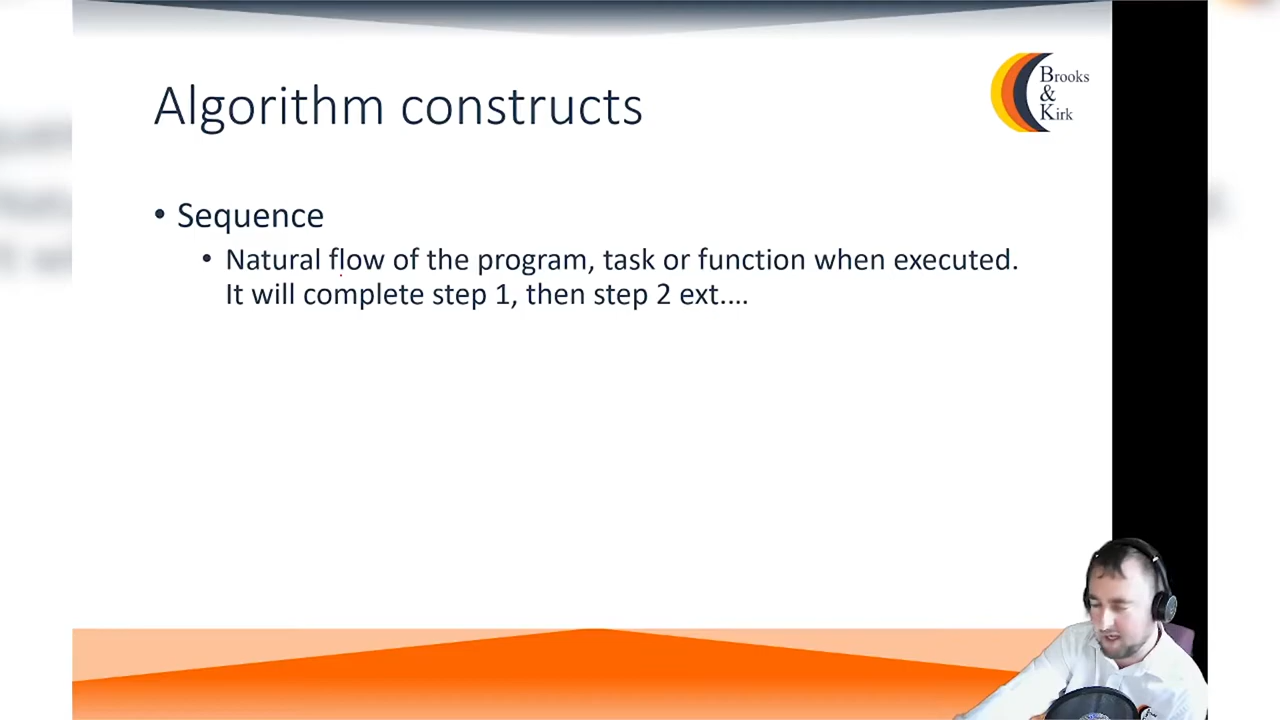 Algorithm constructs
Brooks
&
Kirk
• Sequence
• Natural flow of the program, task or function when executed.
It will complete step 1, then step 2 ext....